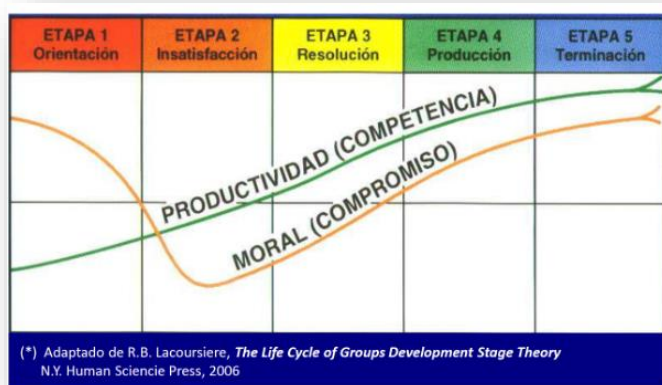 ETAPA 1
Orientación
ETAPA 2
Insatisfacción
ETAPA 3
Resolución
ETAPA 4
Producción
ETAPA 5
Terminación
PRODUCTIVIDAD (COMPETENCIA)
MORAL (COMPROMISO)
(*) Adaptado de R.B. Lacoursiere, The Life Cycle of Groups Development Stage Theory
N.Y. Human Sciencie Press, 2006